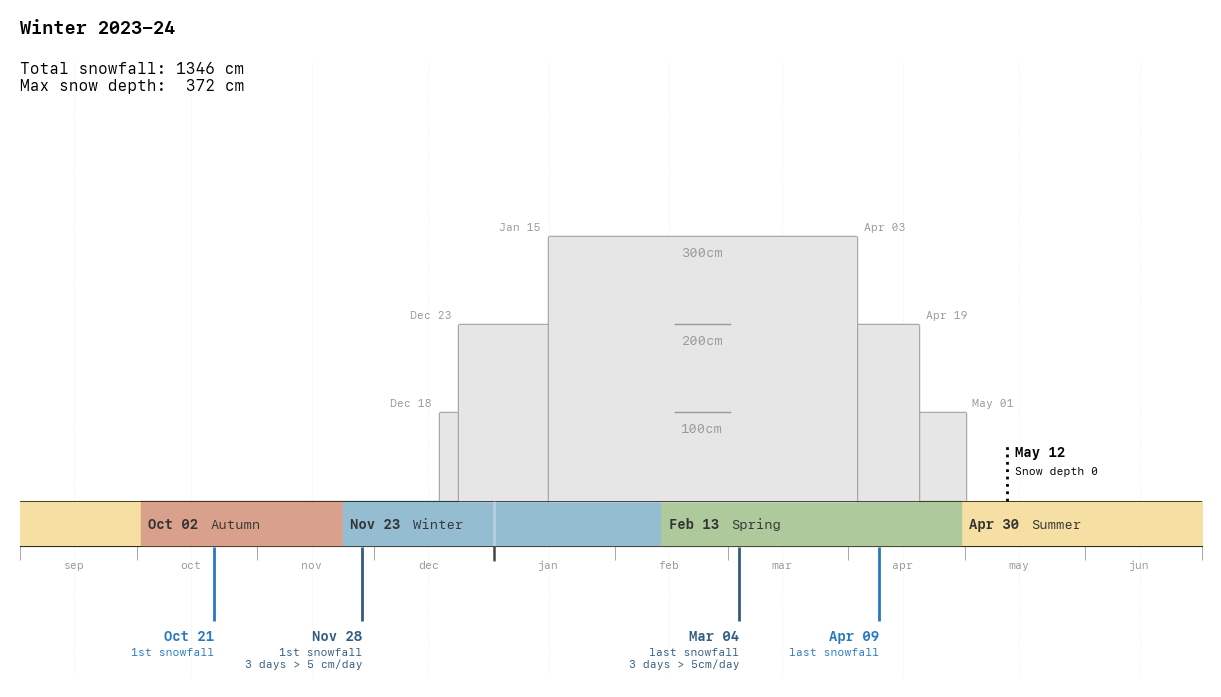 Winter 2023–24
Total snowfall: 1346 cm
Max snow depth:  372 cm
Jan 15
Apr 03
300cm
Dec 23
Apr 19
200cm
Dec 18
May 01
100cm
May 12
Snow depth 0
Oct 02 Autumn
Nov 23 Winter
Feb 13 Spring
Apr 30 Summer
sep
oct
nov
dec
jan
feb
mar
apr
may
jun
Oct 21
1st snowfall
Nov 28
1st snowfall
3 days > 5 cm/day
Mar 04
last snowfall
3 days > 5cm/day
Apr 09
last snowfall